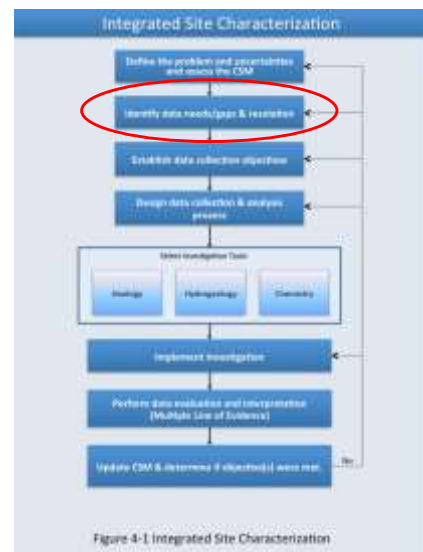 Integrated Site Characterization
Define the problem and uncertainties
and assess the CSM
Identify data needs/gaps & resolution
Establish data collection objectives
Design data collection & analysis
process
Select Investigation Tools
Geology
Hydrogeology
Chemistry
Implement investigation
Perform data evaluation and interpretation
(Multiple Line of Evidence)
Update CSM & determine if objective(s) were met
No
Figure 4-1 Integrated Site Characterization